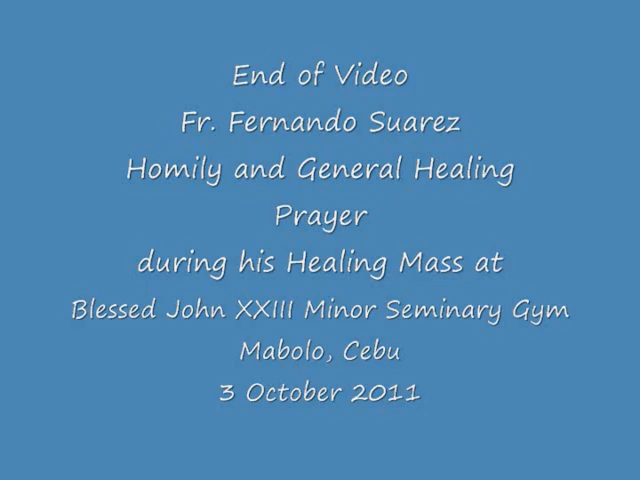 End of Video
Fr. Fernando Suarez
Homily and General Healing
Prayer
during his Healing Mass at
Blessed John XXIII Minor Seminary Gym
Mabolo, Cebu
3 October 2011